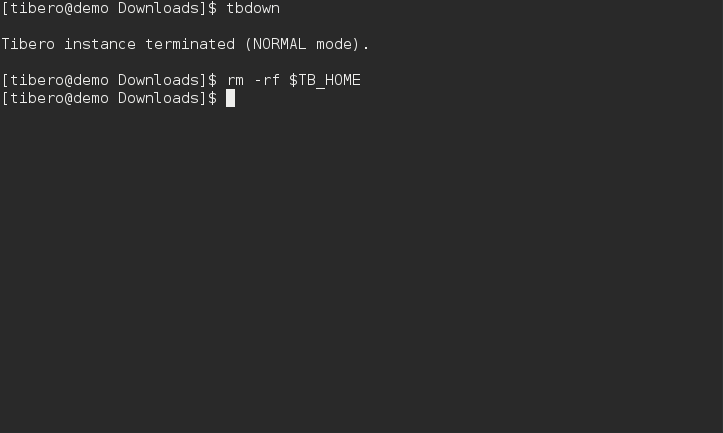 [tibero@demo Downloads]$ tbdown
Tibero instance terminated (NORMAL mode).
[tibero@demo Downloads]$ rm -rf $TB_HOME
[tibero@demo Downloads]$